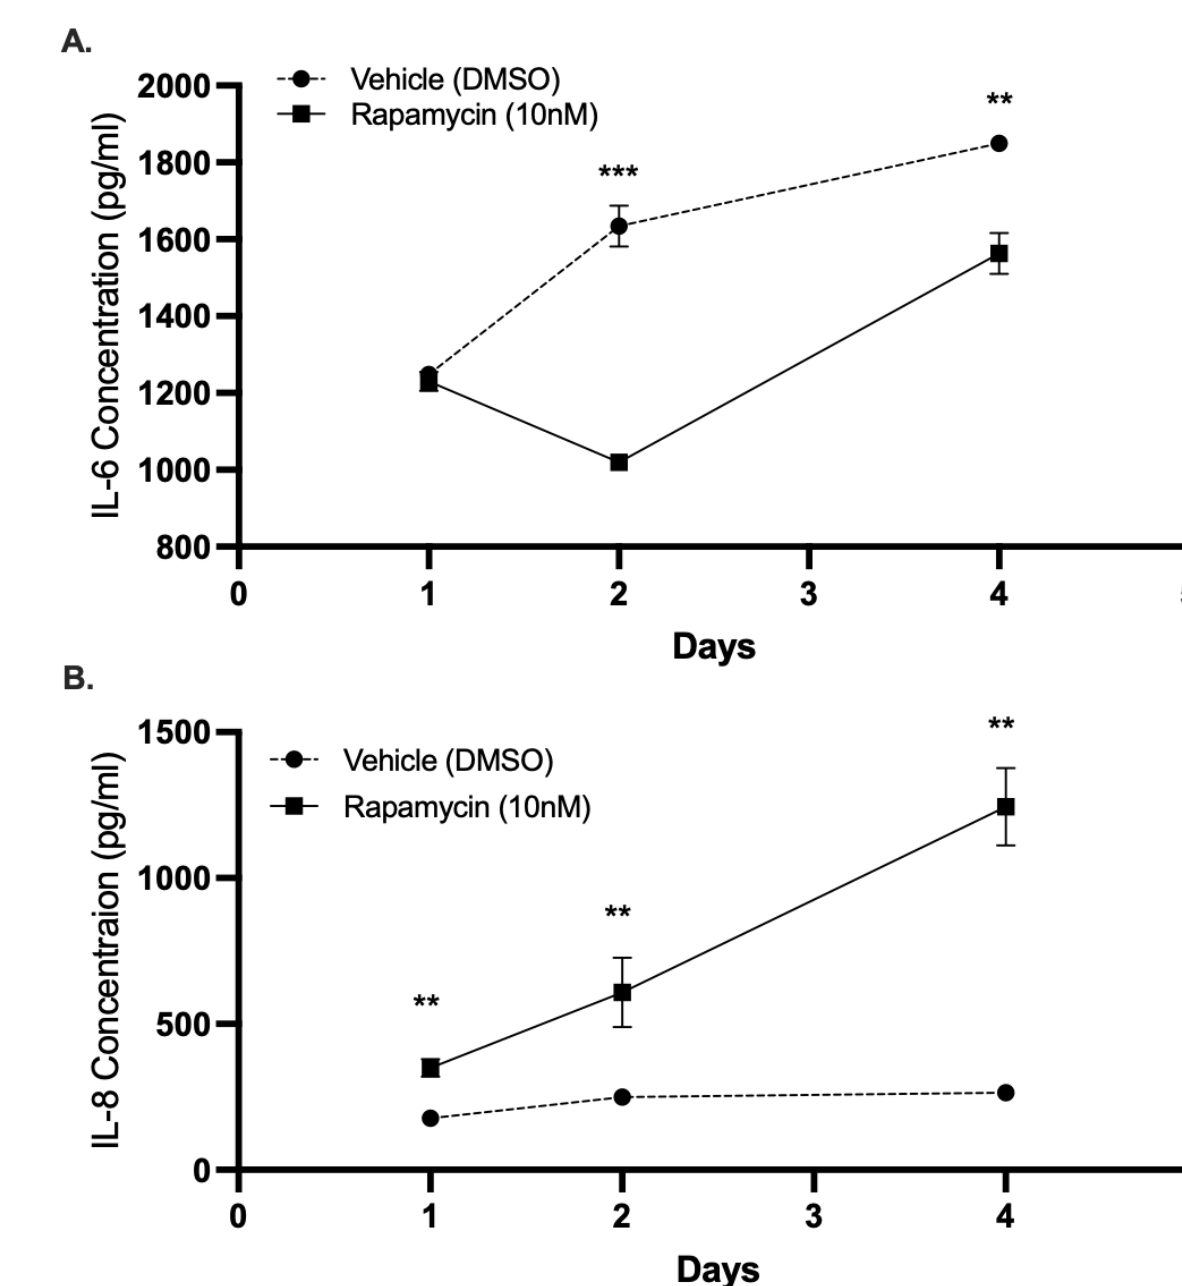 A.
Vehicle (DMSO)
Rapamycin (10nM)
**
***
2000
1800
1600
1400
1200
1000
800
IL-6 Concentration (pg/ml)
0 1 2 3 4
Days
B.
Vehicle (DMSO)
Rapamycin (10nM)
**
**
**
1500
1000
500
0
IL-8 Concentraion (pg/ml)
0 1 2 3 4
Days